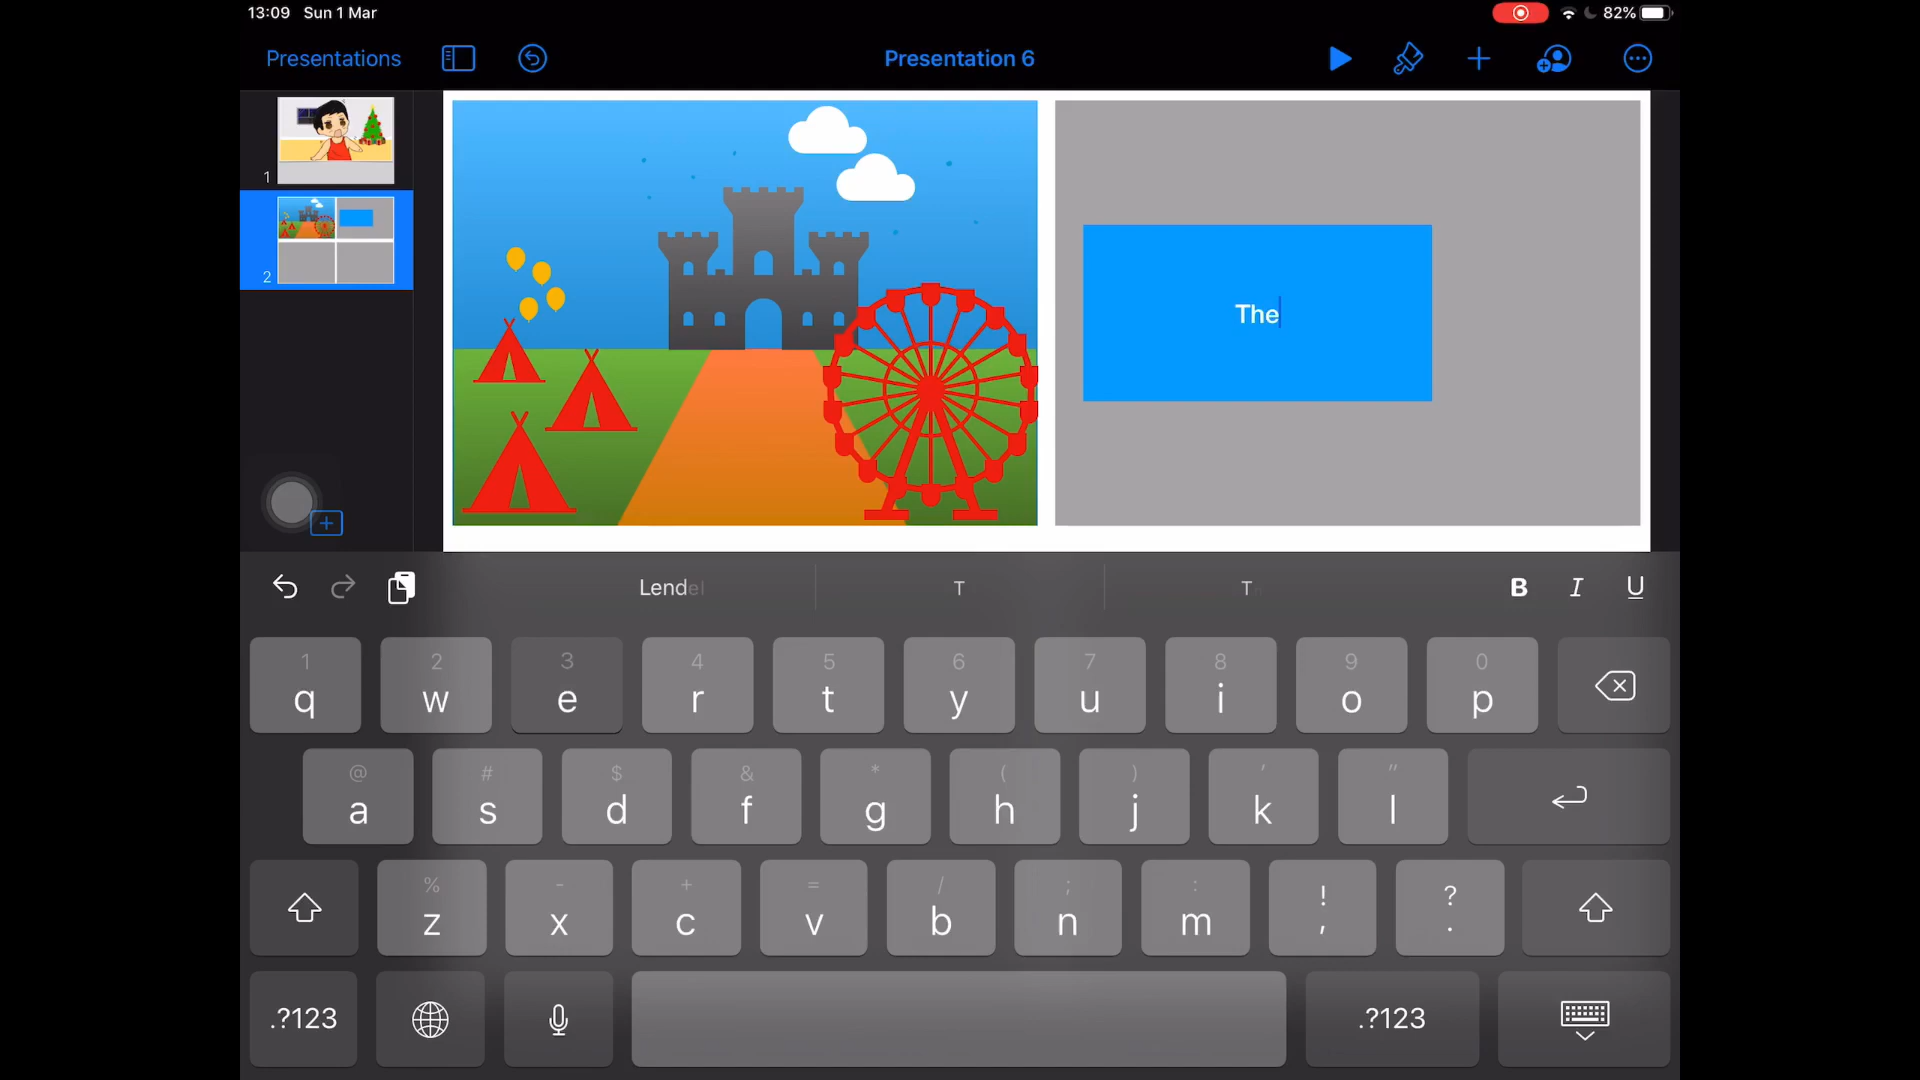 13:09 Sun 1 Mar
82%
Presentations
Presentation 6
1
2
The
Lendel
T
T
B I U
1 2 3 4 5 6 7 8 9 0
q w e r t y u i o p
@ # $ & * ( ) ' "
a s d f g h j k l
% - + = / ; : ! ?
z x c v b n m , .
.?123
.?123